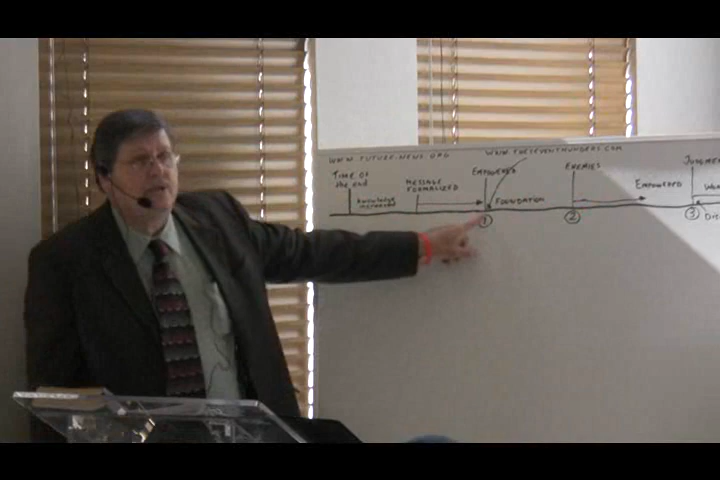 WWW.FUTURE-NEWS.ORG
WWW.THESEVENTHUNDERS.COM
TIME OF the end
knowledge increased
MESSAGE FORMALIZED
EMPOWERED
FOUNDATION
ENEMIES
EMPOWERED
JUDGME
1
2
3